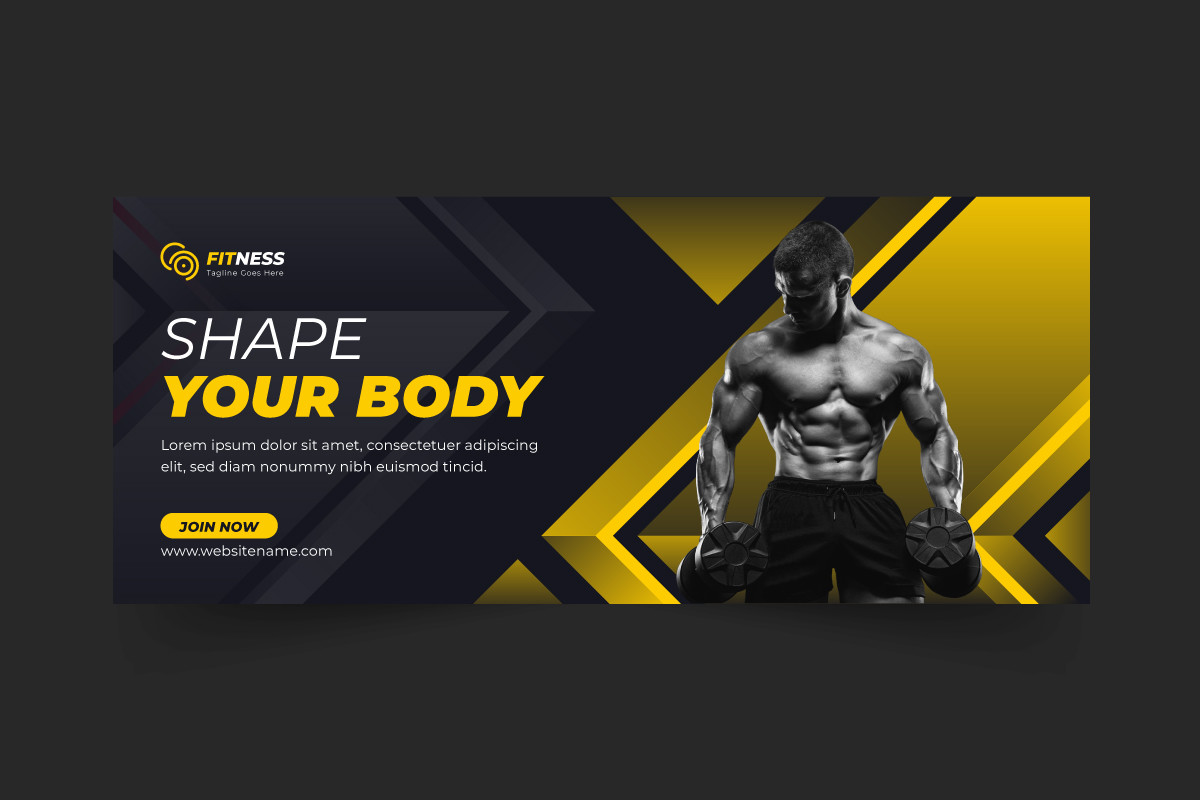 FITNESS
Tagline Goes Here
SHAPE
YOUR BODY
Lorem ipsum dolor sit amet, consectetuer adipiscing
elit, sed diam nonummy nibh euismod tincid.
JOIN NOW
www.websitename.com